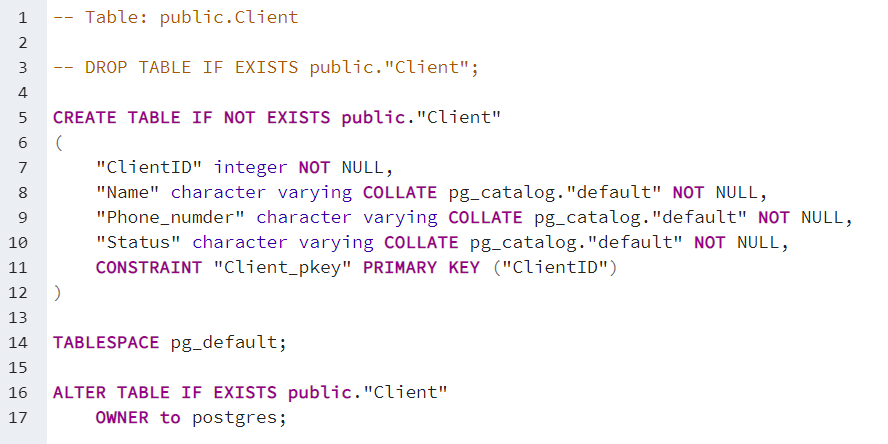 1 -- Table: public.Client
2
3 -- DROP TABLE IF EXISTS public."Client";
4
5 CREATE TABLE IF NOT EXISTS public."Client"
6 (
7     "ClientID" integer NOT NULL,
8     "Name" character varying COLLATE pg_catalog."default" NOT NULL,
9     "Phone_numder" character varying COLLATE pg_catalog."default" NOT NULL,
10     "Status" character varying COLLATE pg_catalog."default" NOT NULL,
11     CONSTRAINT "Client_pkey" PRIMARY KEY ("ClientID")
12 )
13
14 TABLESPACE pg_default;
15
16 ALTER TABLE IF EXISTS public."Client"
17     OWNER to postgres;